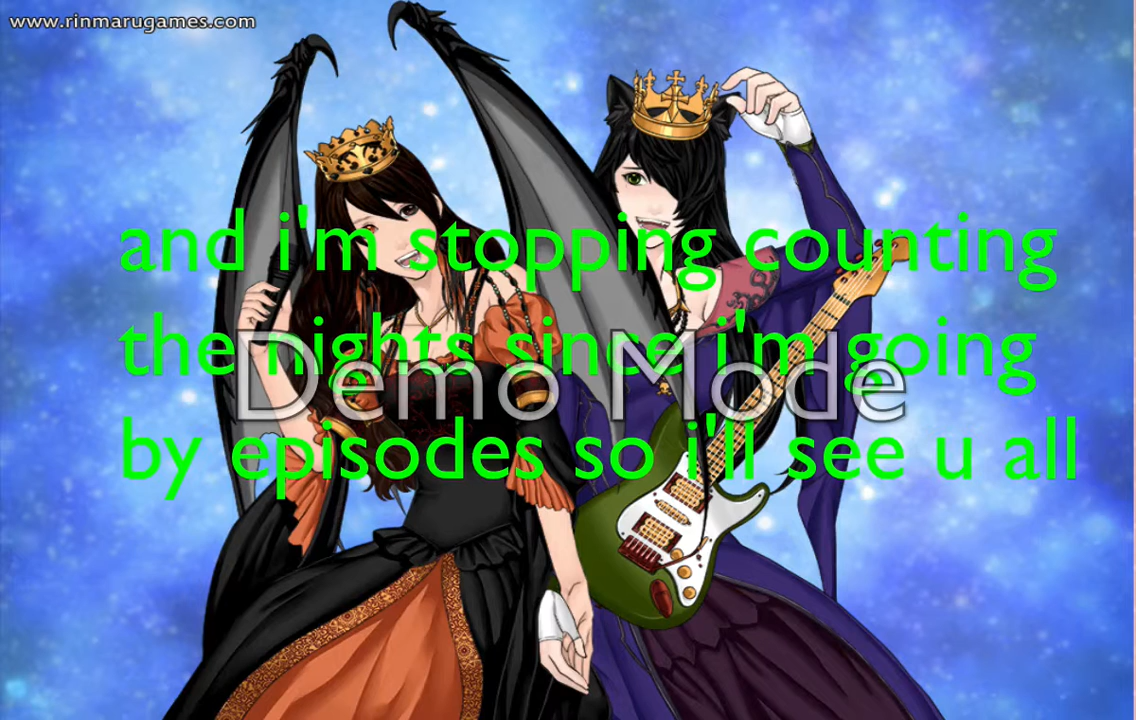 www.rinmarugames.com
and i'm stopping counting
the nights since i'm going
Demo Mode
by episodes so i'll see u all